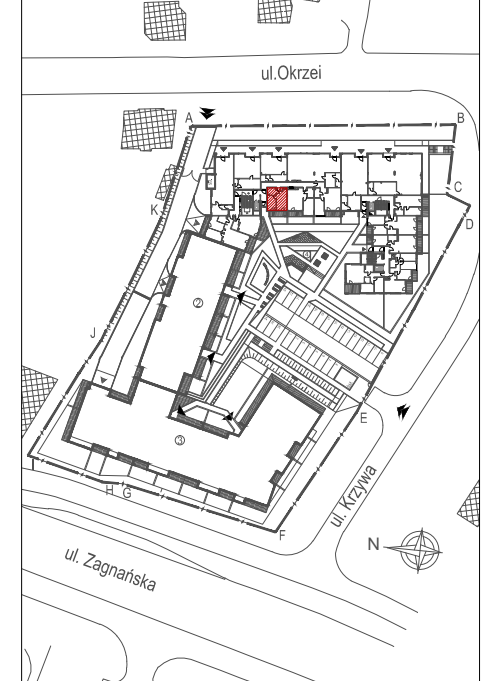 ul.Okrzei
A
B
C
D
K
②
J
E
③
H G
F
ul. Krzywa
N
ul. Zagnańska